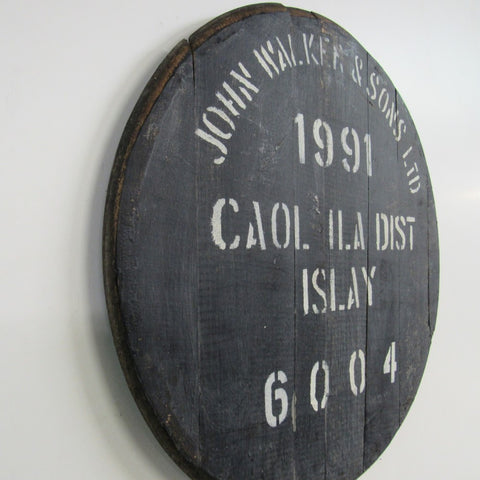 JOHN WALKER & SONS LTD
1991
CAOL ILA DIST
ISLAY
6004